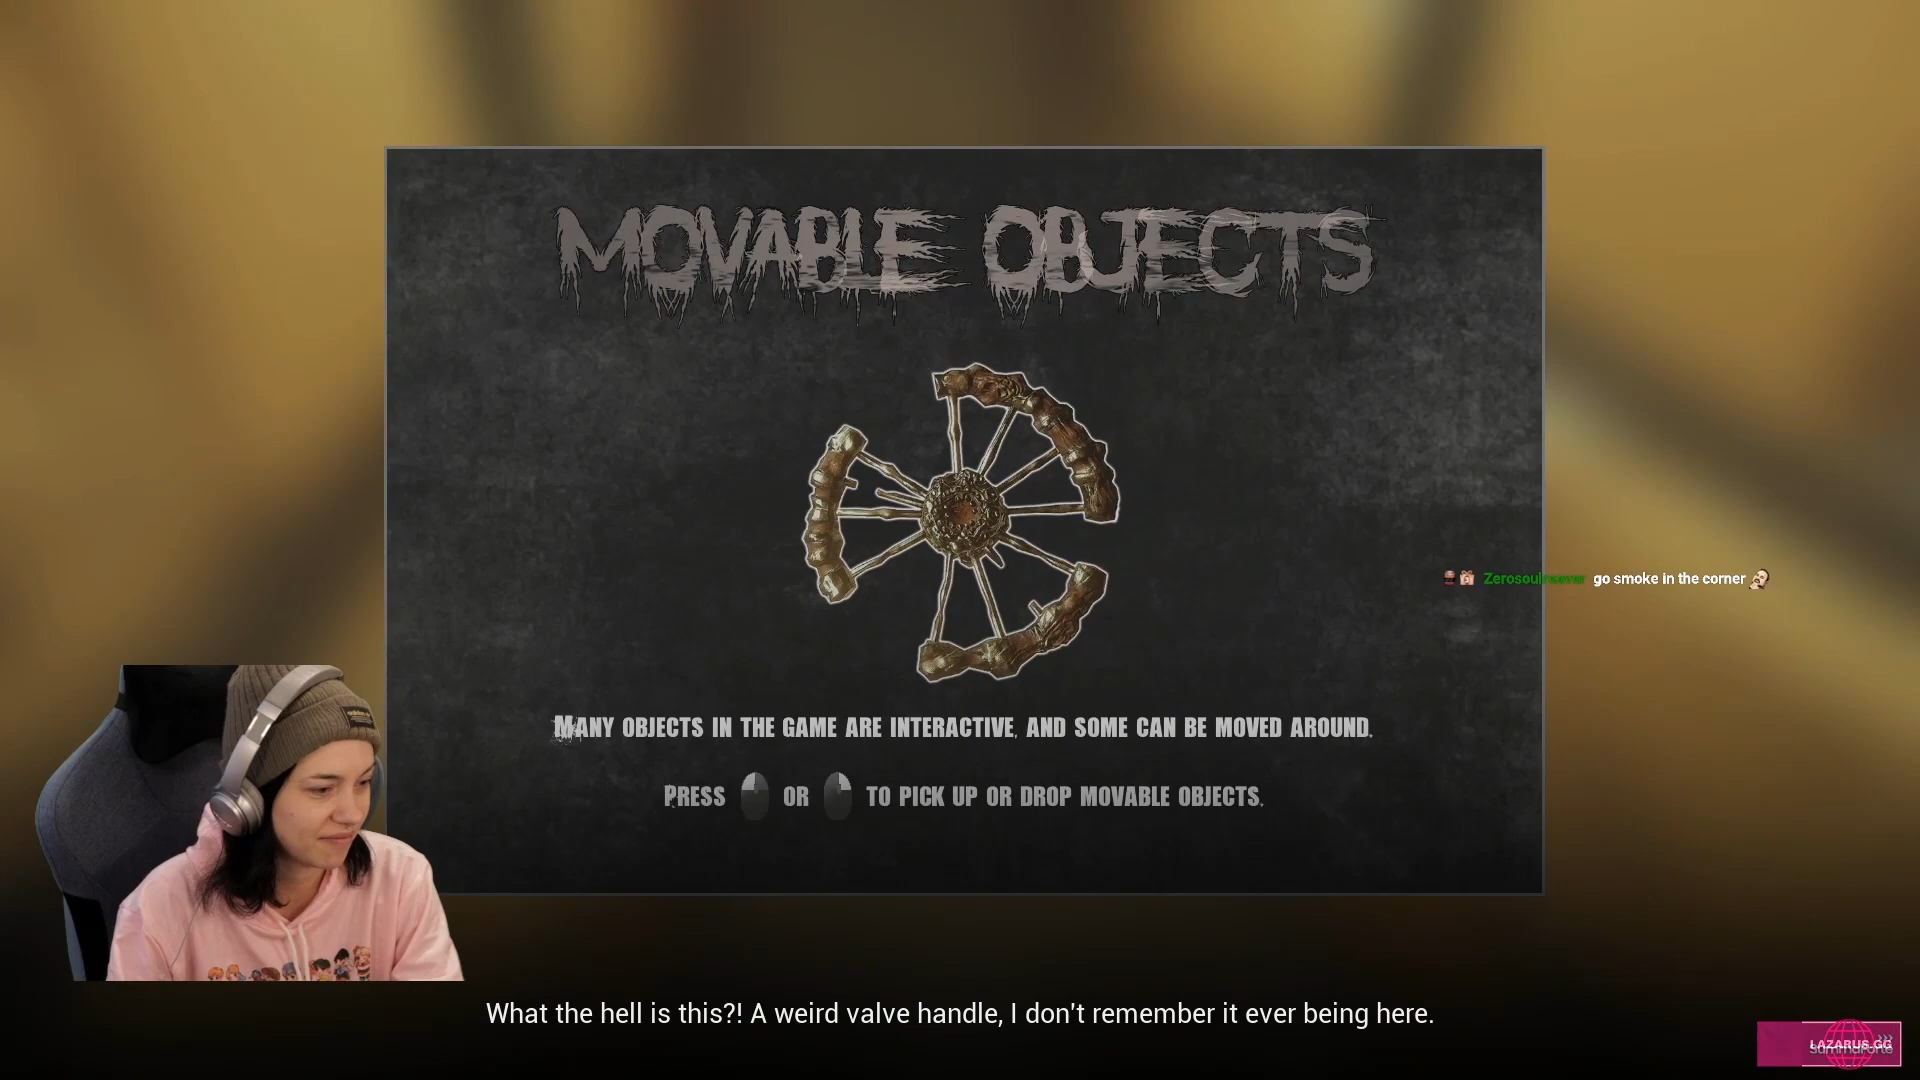 MOVABLE OBJECTS
MANY OBJECTS IN THE GAME ARE INTERACTIVE, AND SOME CAN BE MOVED AROUND.
PRESS OR TO PICK UP OR DROP MOVABLE OBJECTS.
Zerosoulreaver go smoke in the corner
What the hell is this?! A weird valve handle, I don't remember it ever being here.
LAZARUS.GG